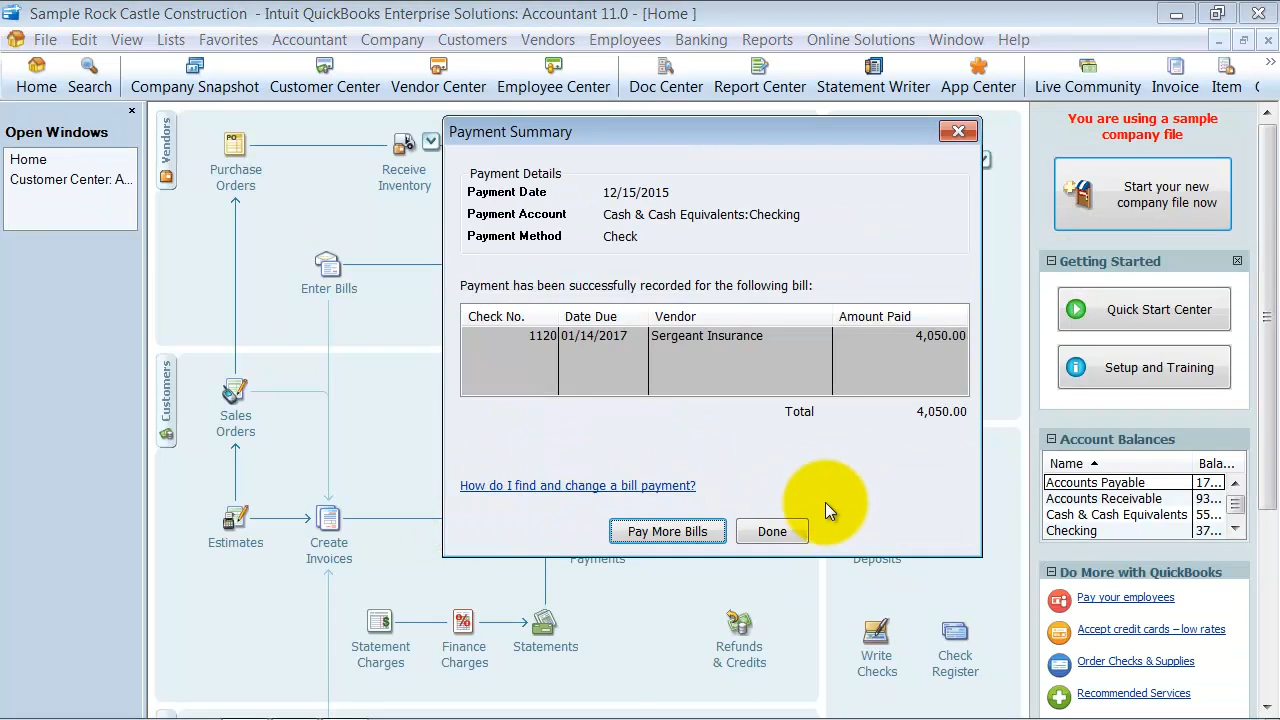 Sample Rock Castle Construction - Intuit QuickBooks Enterprise Solutions: Accountant 11.0 - [Home ]
File Edit View Lists Favorites Accountant Company Customers Vendors Employees Banking Reports Online Solutions Window Help
Home Search Company Snapshot Customer Center Vendor Center Employee Center Doc Center Report Center Statement Writer App Center Live Community Invoice Item
Open Windows
Home
Customer Center: A...
Vendors
Purchase
Orders
Receive
Inventory
Enter Bills
Customers
Sales
Orders
Estimates
Create
Invoices
Payments
Deposits
Statement
Charges
Finance
Charges
Statements
Refunds
& Credits
Write
Checks
Check
Register
Payment Summary
Payment Details
Payment Date 12/15/2015
Payment Account Cash & Cash Equivalents:Checking
Payment Method Check
Payment has been successfully recorded for the following bill:
Check No. Date Due Vendor Amount Paid
1120 01/14/2017 Sergeant Insurance 4,050.00
Total 4,050.00
How do I find and change a bill payment?
Pay More Bills Done
You are using a sample
company file
Start your new
company file now
Getting Started
Quick Start Center
Setup and Training
Account Balances
Name Bala...
Accounts Payable 17...
Accounts Receivable 93...
Cash & Cash Equivalents 55...
Checking 37...
Do More with QuickBooks
Pay your employees
Accept credit cards – low rates
Order Checks & Supplies
Recommended Services